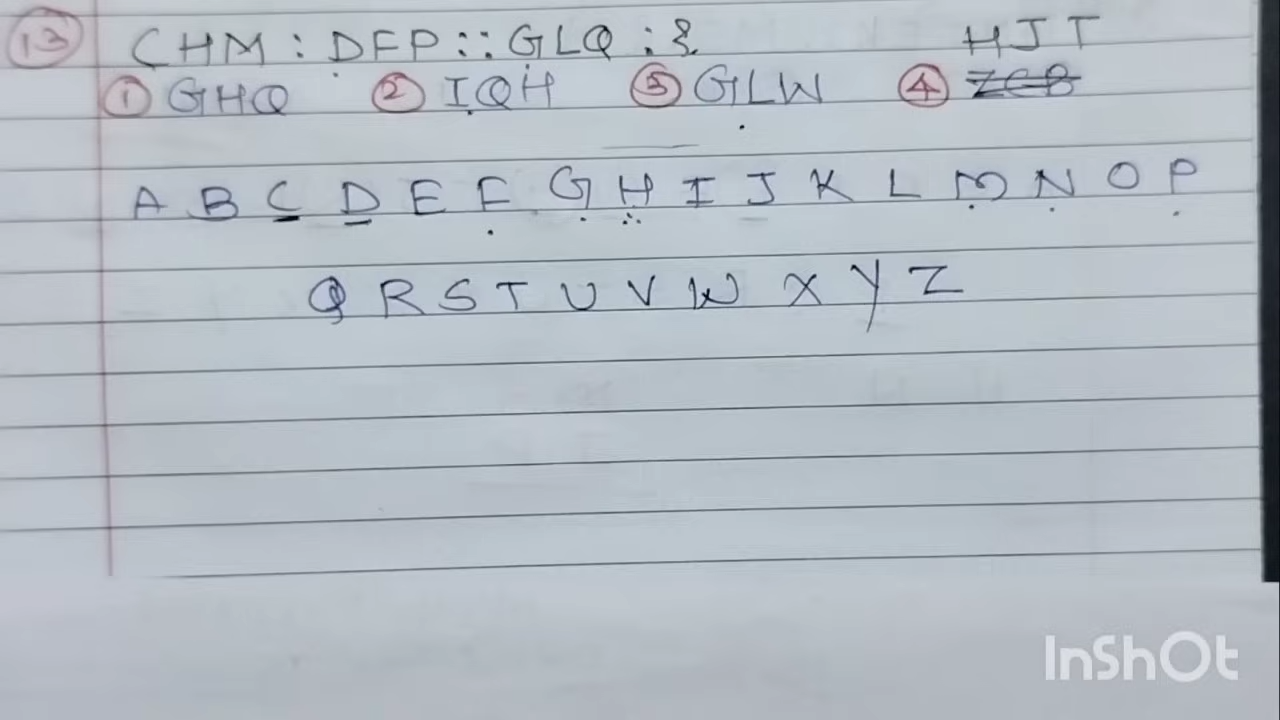 13 CHM : DFP :: GLQ : ? HJT
1 GHQ 2 IQH 3 GLW 4 ZCB
A B C D E F G H I J K L M N O P
Q R S T U V W X Y Z
InShOt